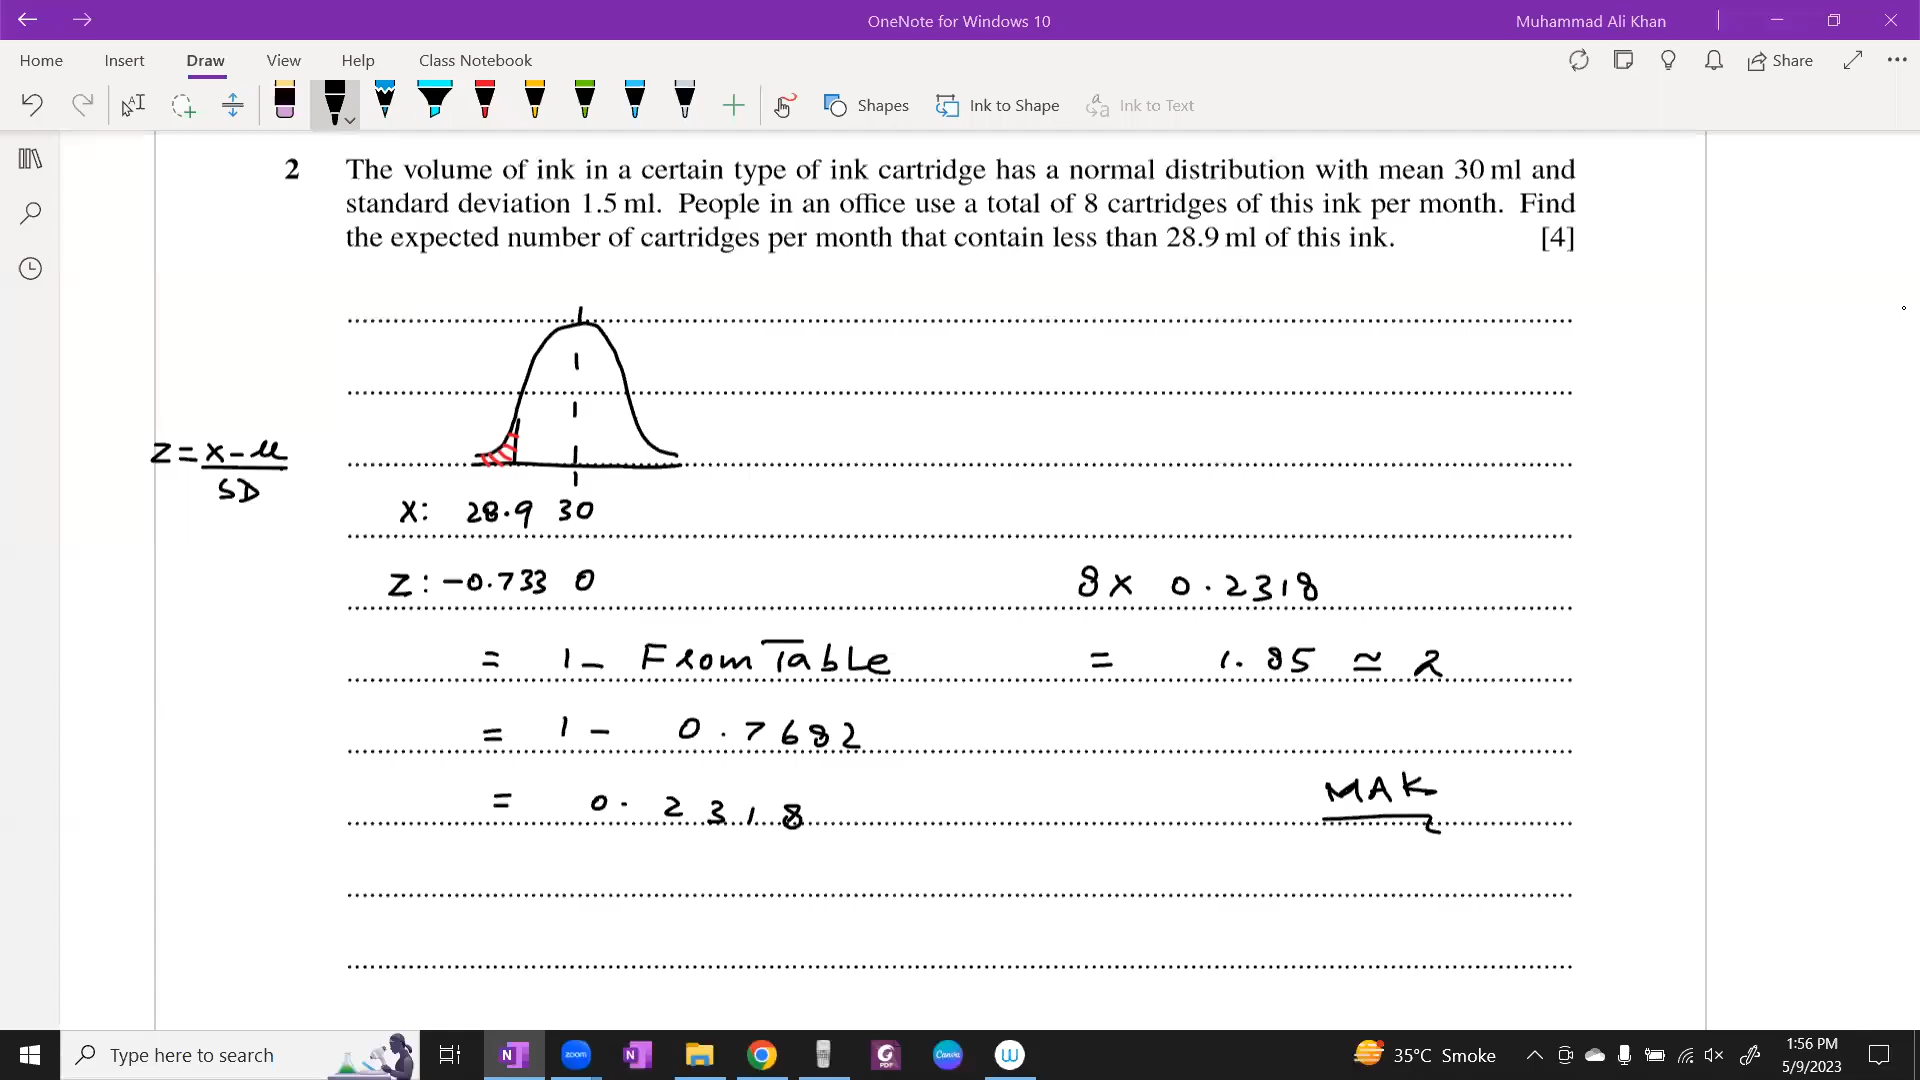 OneNote for Windows 10
Muhammad Ali Khan
Home Insert Draw View Help Class Notebook
Share
Shapes Ink to Shape Ink to Text
2 The volume of ink in a certain type of ink cartridge has a normal distribution with mean 30 ml and
standard deviation 1.5 ml. People in an office use a total of 8 cartridges of this ink per month. Find
the expected number of cartridges per month that contain less than 28.9 ml of this ink. [4]
Z = X - μ
SD
X: 28.9 30
Z: -0.733 0
= 1 - From Table
= 1 - 0.7682
= 0.2318
8 x 0.2318
= 1.85 ≃ 2
MAK
Type here to search
zoom
PDF
Canva
35°C Smoke
1:56 PM
5/9/2023